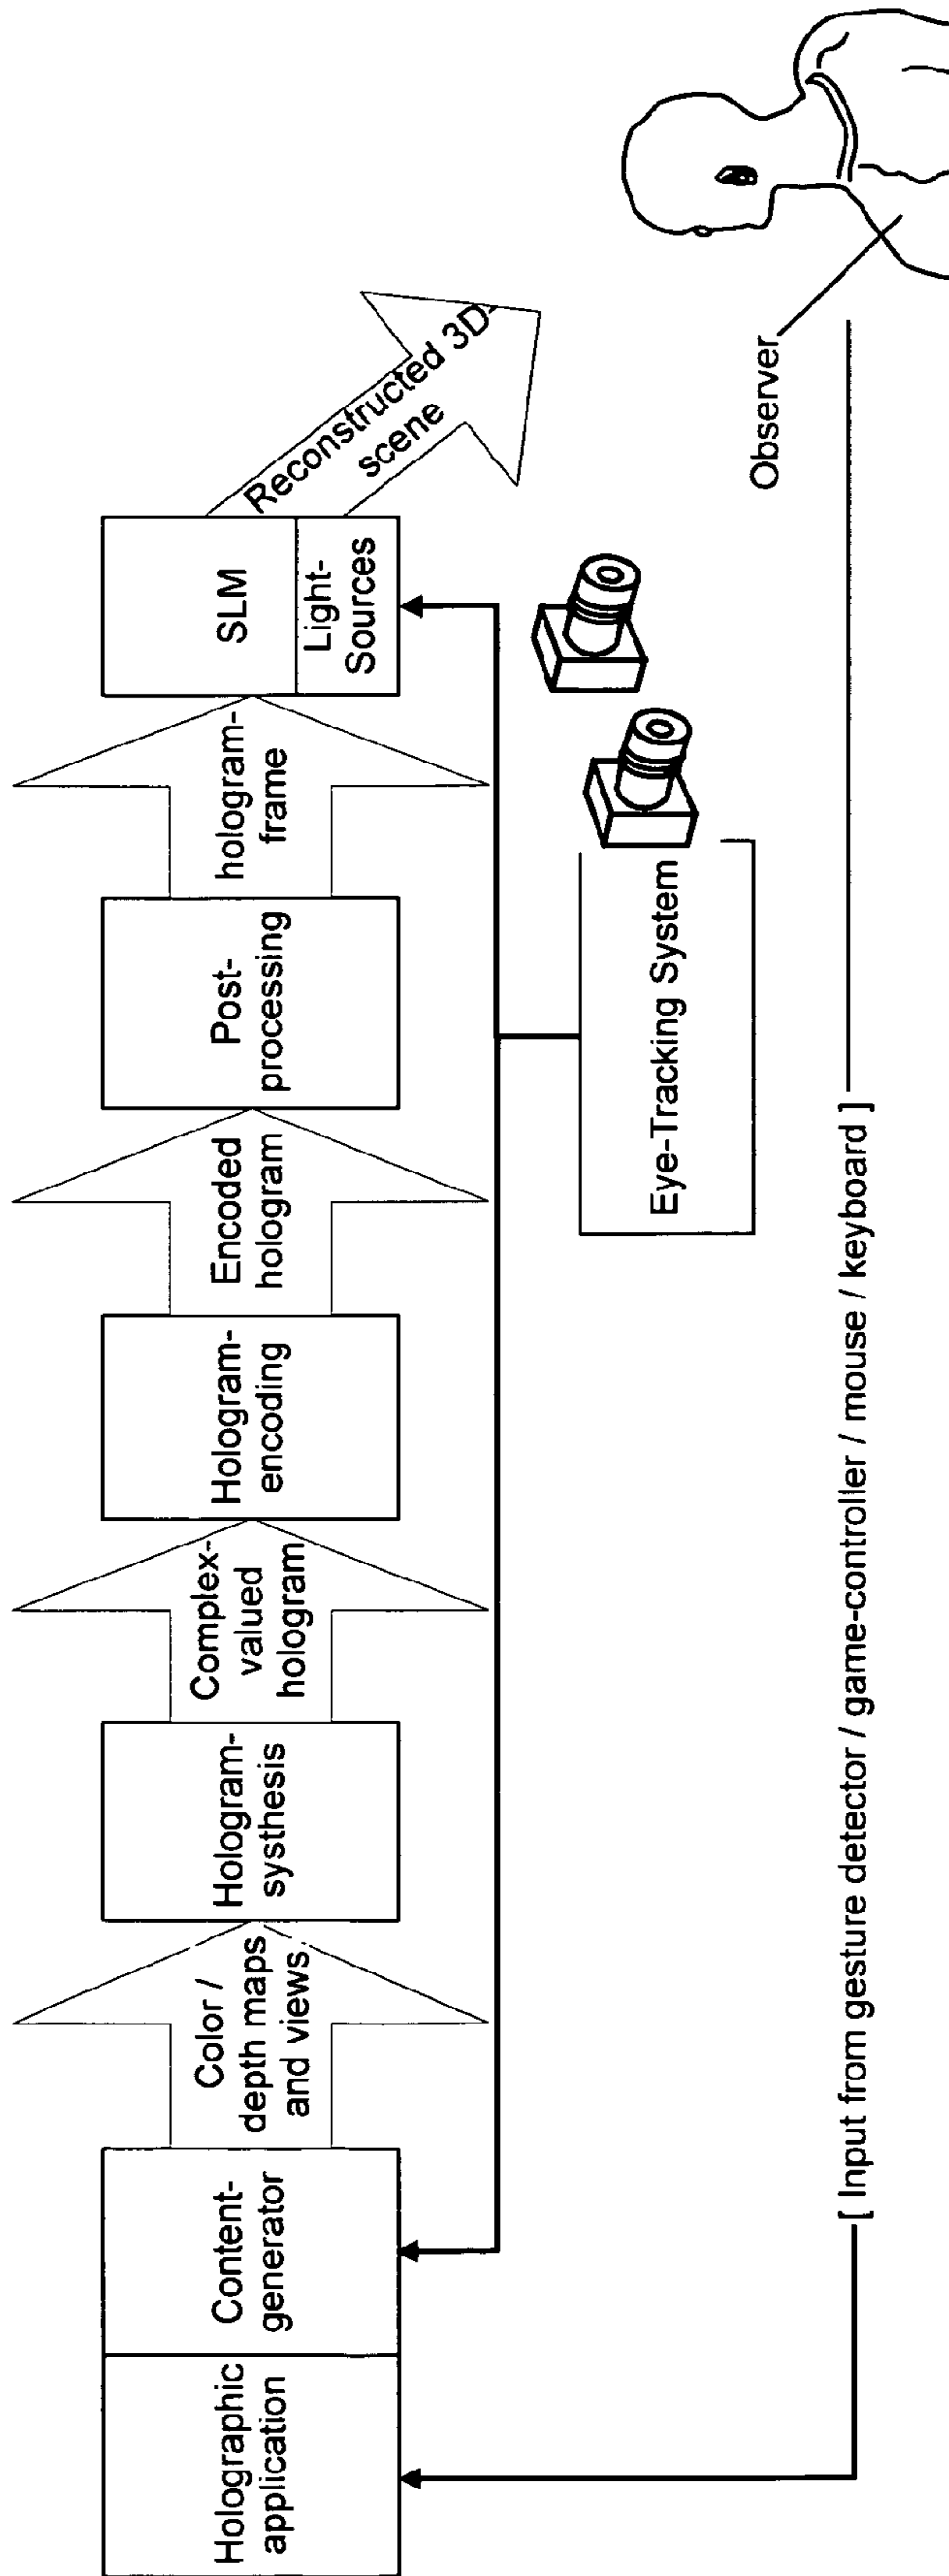 Holographic
application
Content-
generator
Color /
depth maps
and views
Hologram-
systhesis
Complex-
valued
hologram
Hologram-
encoding
Encoded
hologram
Post-
processing
hologram-
frame
SLM
Light-
Sources
Reconstructed 3D-
scene
Eye-Tracking System
Observer
[ Input from gesture detector / game-controller / mouse / keyboard ]